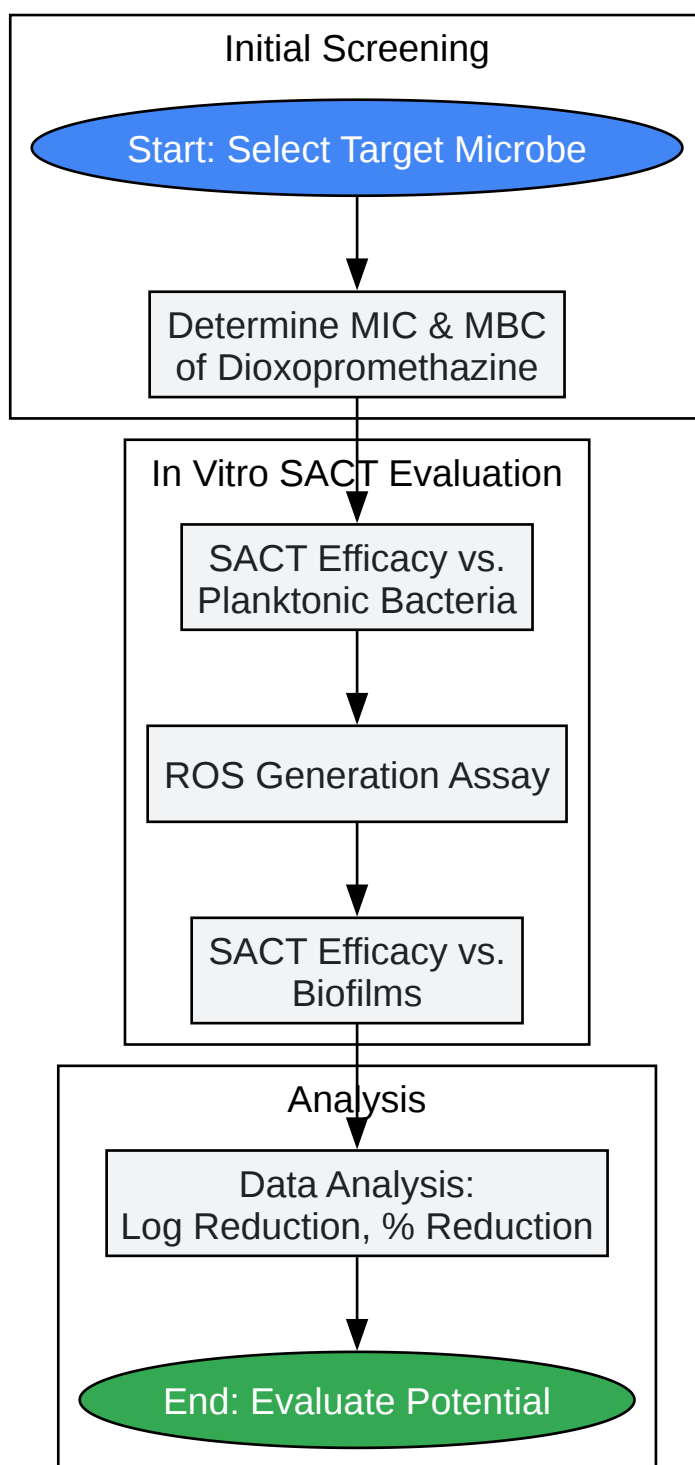 Initial Screening
Start: Select Target Microbe
Determine MIC & MBC
of Dioxopromethazine
In Vitro SACT Evaluation
SACT Efficacy vs.
Planktonic Bacteria
ROS Generation Assay
SACT Efficacy vs.
Biofilms
Analysis
Data Analysis:
Log Reduction, % Reduction
End: Evaluate Potential